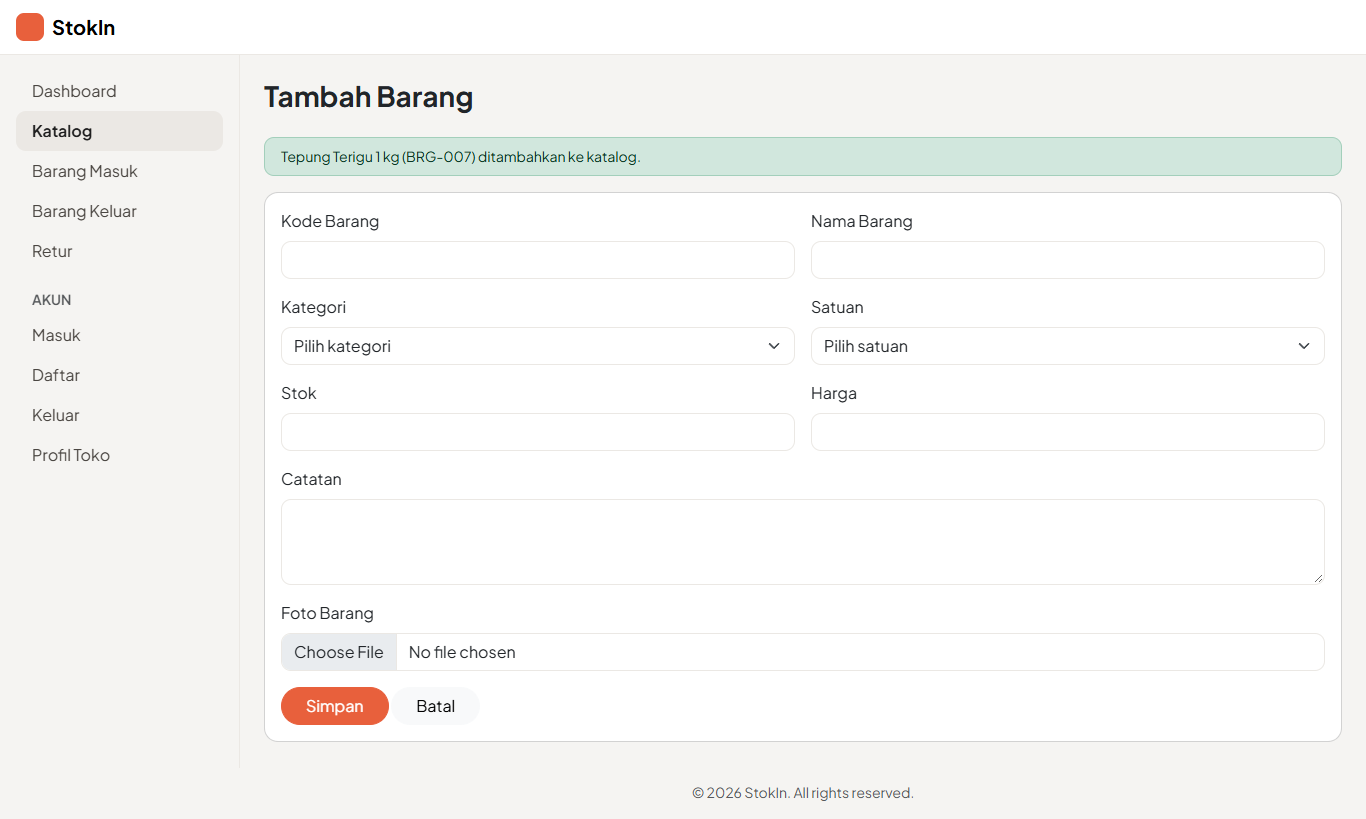 StokIn
Dashboard
Katalog
Barang Masuk
Barang Keluar
Retur
AKUN
Masuk
Daftar
Keluar
Profil Toko
Tambah Barang
Tepung Terigu 1 kg (BRG-007) ditambahkan ke katalog.
Kode Barang
Nama Barang
Kategori
Satuan
Pilih kategori
Pilih satuan
Stok
Harga
Catatan
Foto Barang
Choose File No file chosen
Simpan
Batal
© 2026 StokIn. All rights reserved.